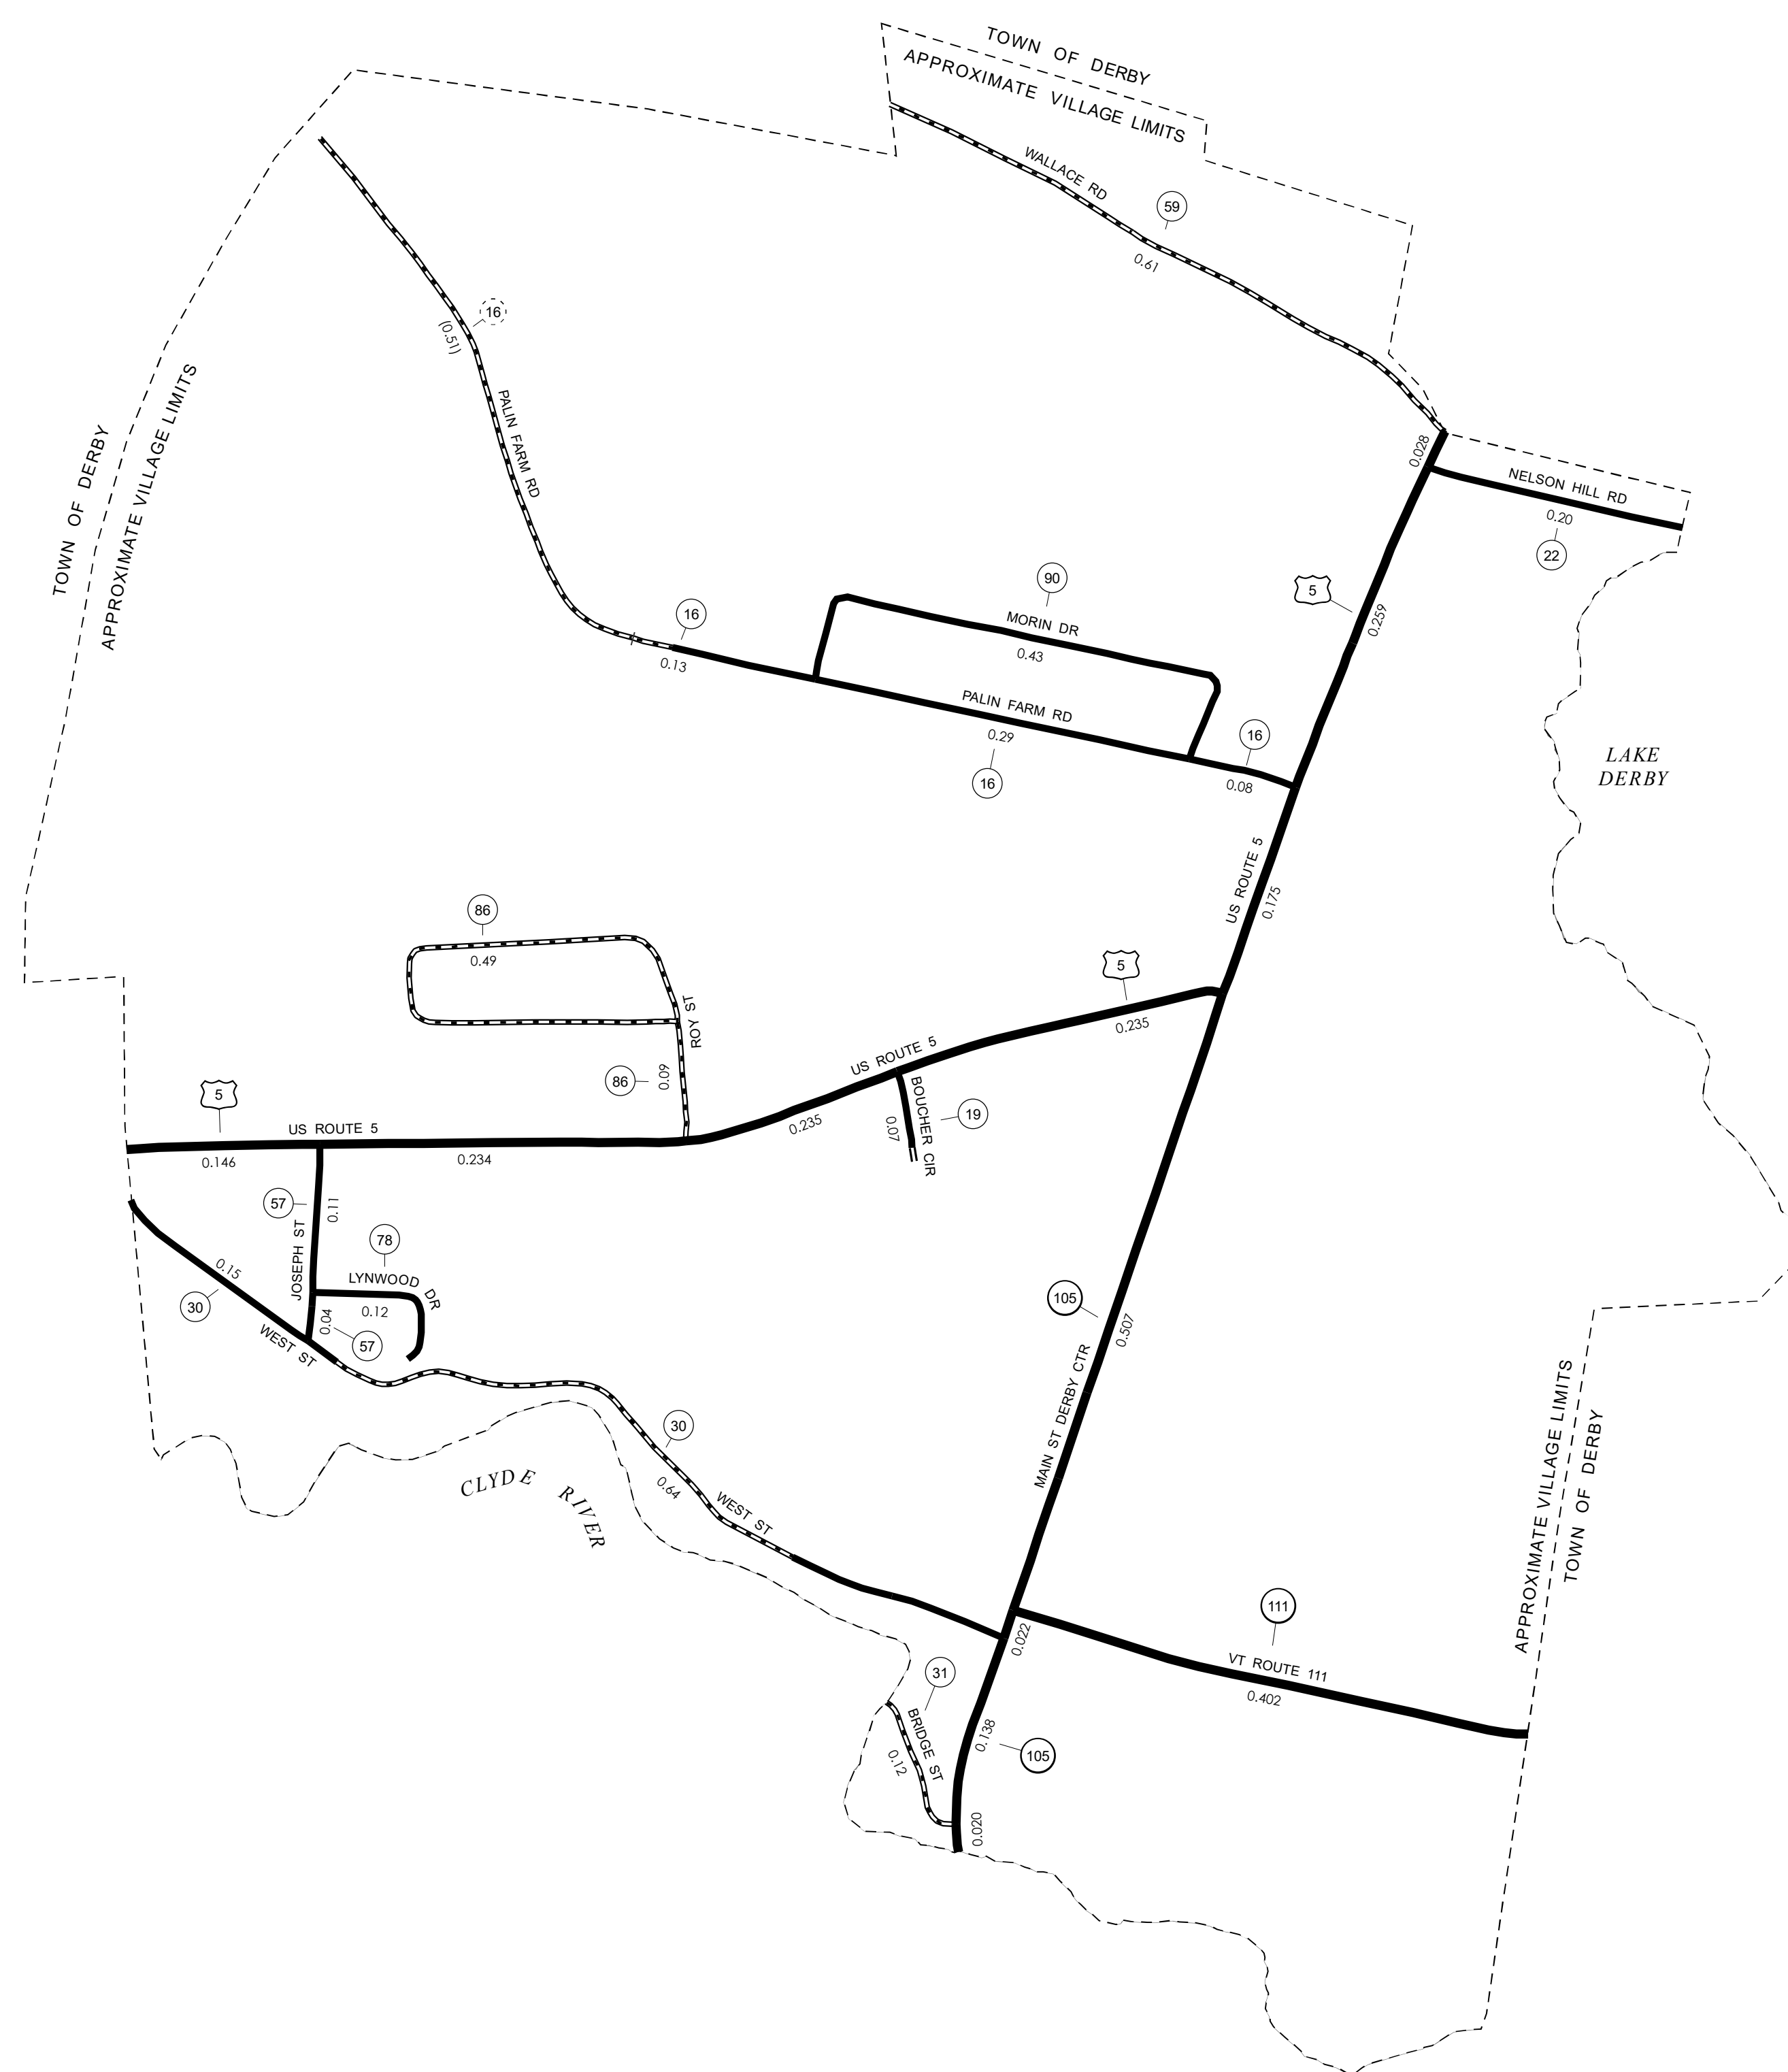 TOWN OF DERBY
APPROXIMATE VILLAGE LIMITS
WALLACE RD
59
0.61
16
(0.51)
PALIN FARM RD
TOWN OF DERBY
APPROXIMATE VILLAGE LIMITS
0.028
NELSON HILL RD
0.20
22
5
0.259
90
MORIN DR
0.43
16
0.13
PALIN FARM RD
0.29
16
16
0.08
LAKE
DERBY
US ROUTE 5
0.175
86
0.49
ROY ST
86
0.09
5
0.235
US ROUTE 5
0.235
BOUCHER CIR
0.07
19
5
US ROUTE 5
0.146
0.234
57
0.11
JOSEPH ST
78
LYNWOOD DR
0.12
0.04
57
0.15
30
WEST ST
105
0.507
MAIN ST DERBY CTR
30
0.64
WEST ST
CLYDE RIVER
APPROXIMATE VILLAGE LIMITS
TOWN OF DERBY
111
VT ROUTE 111
0.402
0.022
31
BRIDGE ST
0.12
0.138
105
0.020